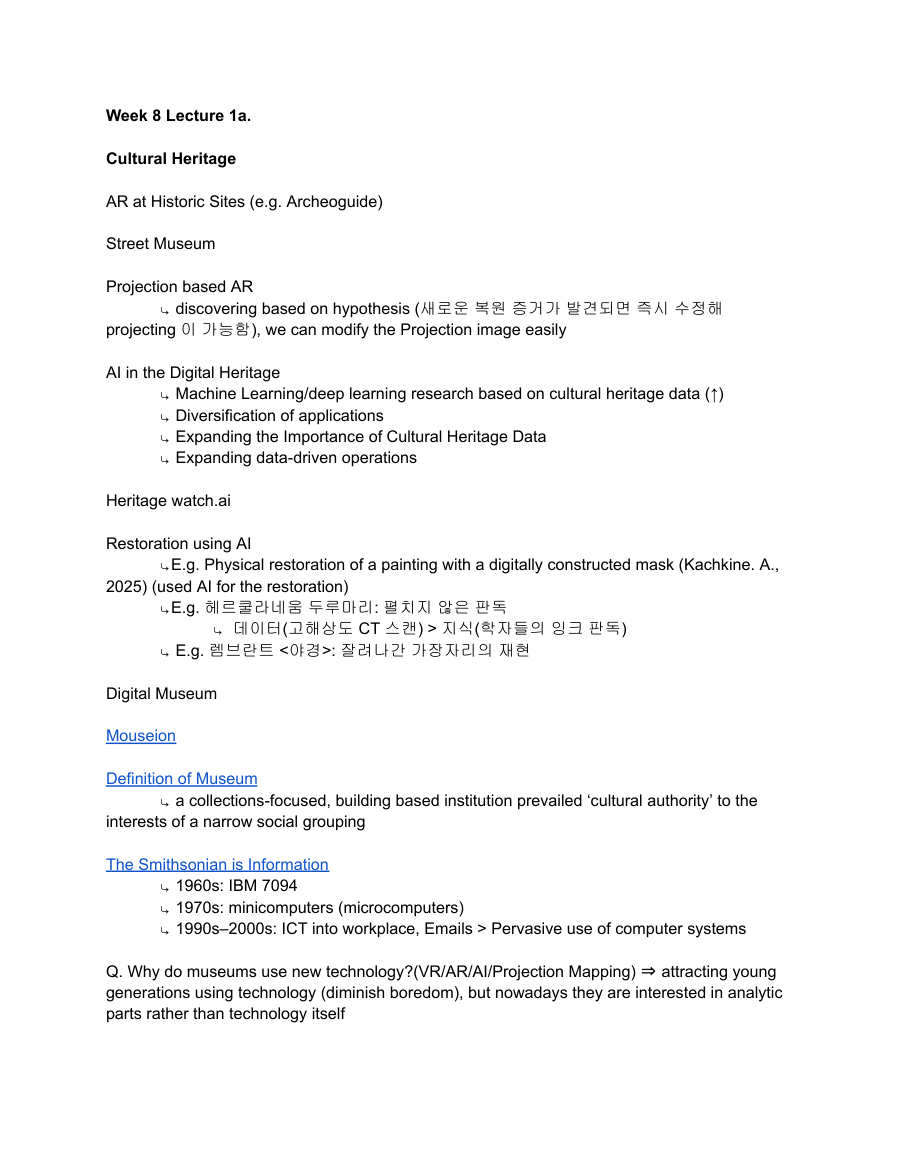 Week 8 Lecture 1a.
Cultural Heritage
AR at Historic Sites (e.g. Archeoguide)
Street Museum
Projection based AR
⤷ discovering based on hypothesis (새로운 복원 증거가 발견되면 즉시 수정해
projecting 이 가능함), we can modify the Projection image easily
AI in the Digital Heritage
⤷ Machine Learning/deep learning research based on cultural heritage data (↑)
⤷ Diversification of applications
⤷ Expanding the Importance of Cultural Heritage Data
⤷ Expanding data-driven operations
Heritage watch.ai
Restoration using AI
⤷E.g. Physical restoration of a painting with a digitally constructed mask (Kachkine. A.,
2025) (used AI for the restoration)
⤷E.g. 헤르쿨라네움 두루마리: 펼치지 않은 판독
⤷ 데이터(고해상도 CT 스캔) > 지식(학자들의 잉크 판독)
⤷ E.g. 렘브란트 <야경>: 잘려나간 가장자리의 재현
Digital Museum
Mouseion
Definition of Museum
⤷ a collections-focused, building based institution prevailed ‘cultural authority’ to the
interests of a narrow social grouping
The Smithsonian is Information
⤷ 1960s: IBM 7094
⤷ 1970s: minicomputers (microcomputers)
⤷ 1990s–2000s: ICT into workplace, Emails > Pervasive use of computer systems
Q. Why do museums use new technology?(VR/AR/AI/Projection Mapping) ⇒ attracting young
generations using technology (diminish boredom), but nowadays they are interested in analytic
parts rather than technology itself